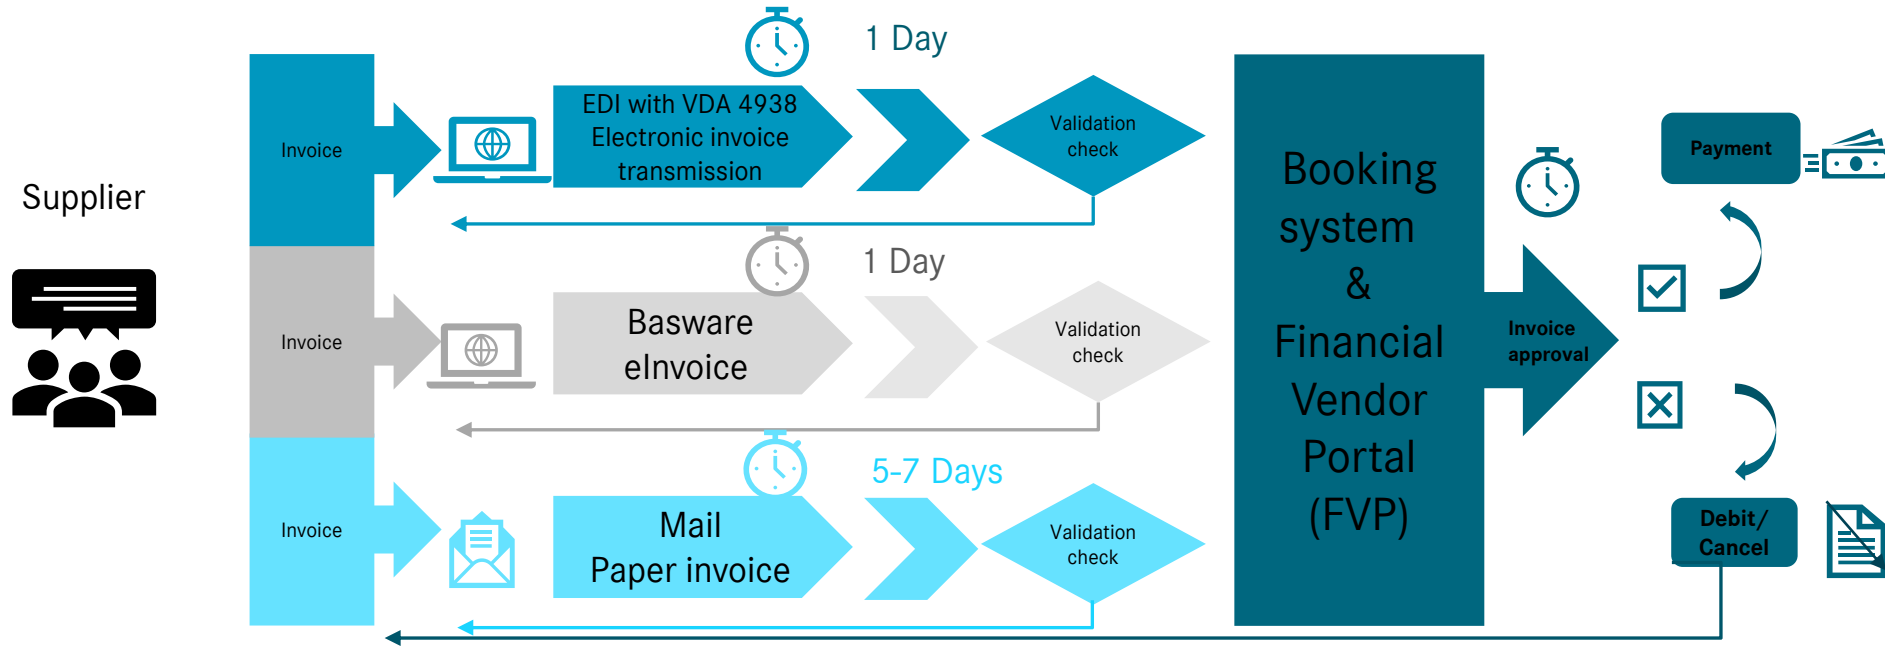 Supplier
Invoice
1 Day
EDI with VDA 4938
Electronic invoice
transmission
Validation
check
Invoice
1 Day
Basware
eInvoice
Validation
check
Invoice
5-7 Days
Mail
Paper invoice
Validation
check
Booking
system
&
Financial
Vendor
Portal
(FVP)
Invoice
approval
Payment
Debit/
Cancel